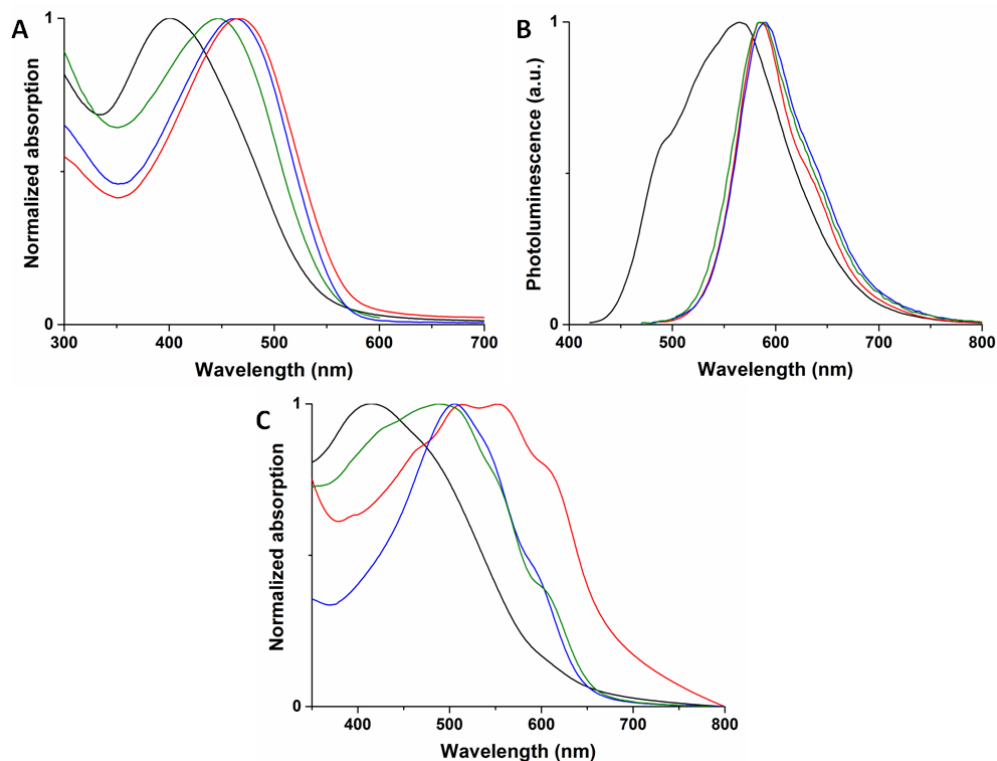 A
Normalized absorption
1
0
300
400
500
600
700
Wavelength (nm)
B
Photoluminescence (a.u.)
1
0
400
500
600
700
800
Wavelength (nm)
C
Normalized absorption
1
0
400
500
600
700
800
Wavelength (nm)